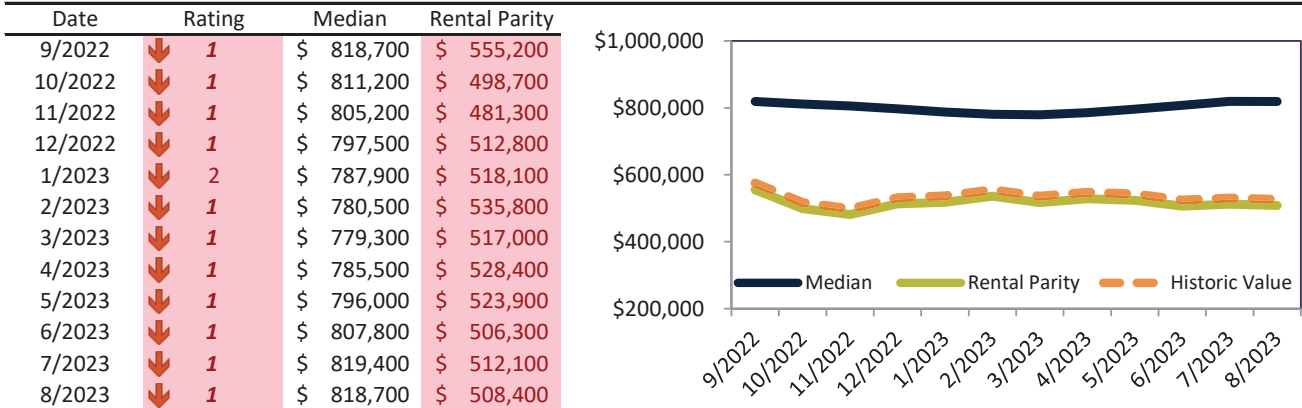 Date Rating Median Rental Parity
9/2022 1 $ 818,700 $ 555,200
10/2022 1 $ 811,200 $ 498,700
11/2022 1 $ 805,200 $ 481,300
12/2022 1 $ 797,500 $ 512,800
1/2023 2 $ 787,900 $ 518,100
2/2023 1 $ 780,500 $ 535,800
3/2023 1 $ 779,300 $ 517,000
4/2023 1 $ 785,500 $ 528,400
5/2023 1 $ 796,000 $ 523,900
6/2023 1 $ 807,800 $ 506,300
7/2023 1 $ 819,400 $ 512,100
8/2023 1 $ 818,700 $ 508,400
$1,000,000
$800,000
$600,000
$400,000
$200,000
Median Rental Parity Historic Value
9/2022 10/2022 11/2022 12/2022 1/2023 2/2023 3/2023 4/2023 5/2023 6/2023 7/2023 8/2023